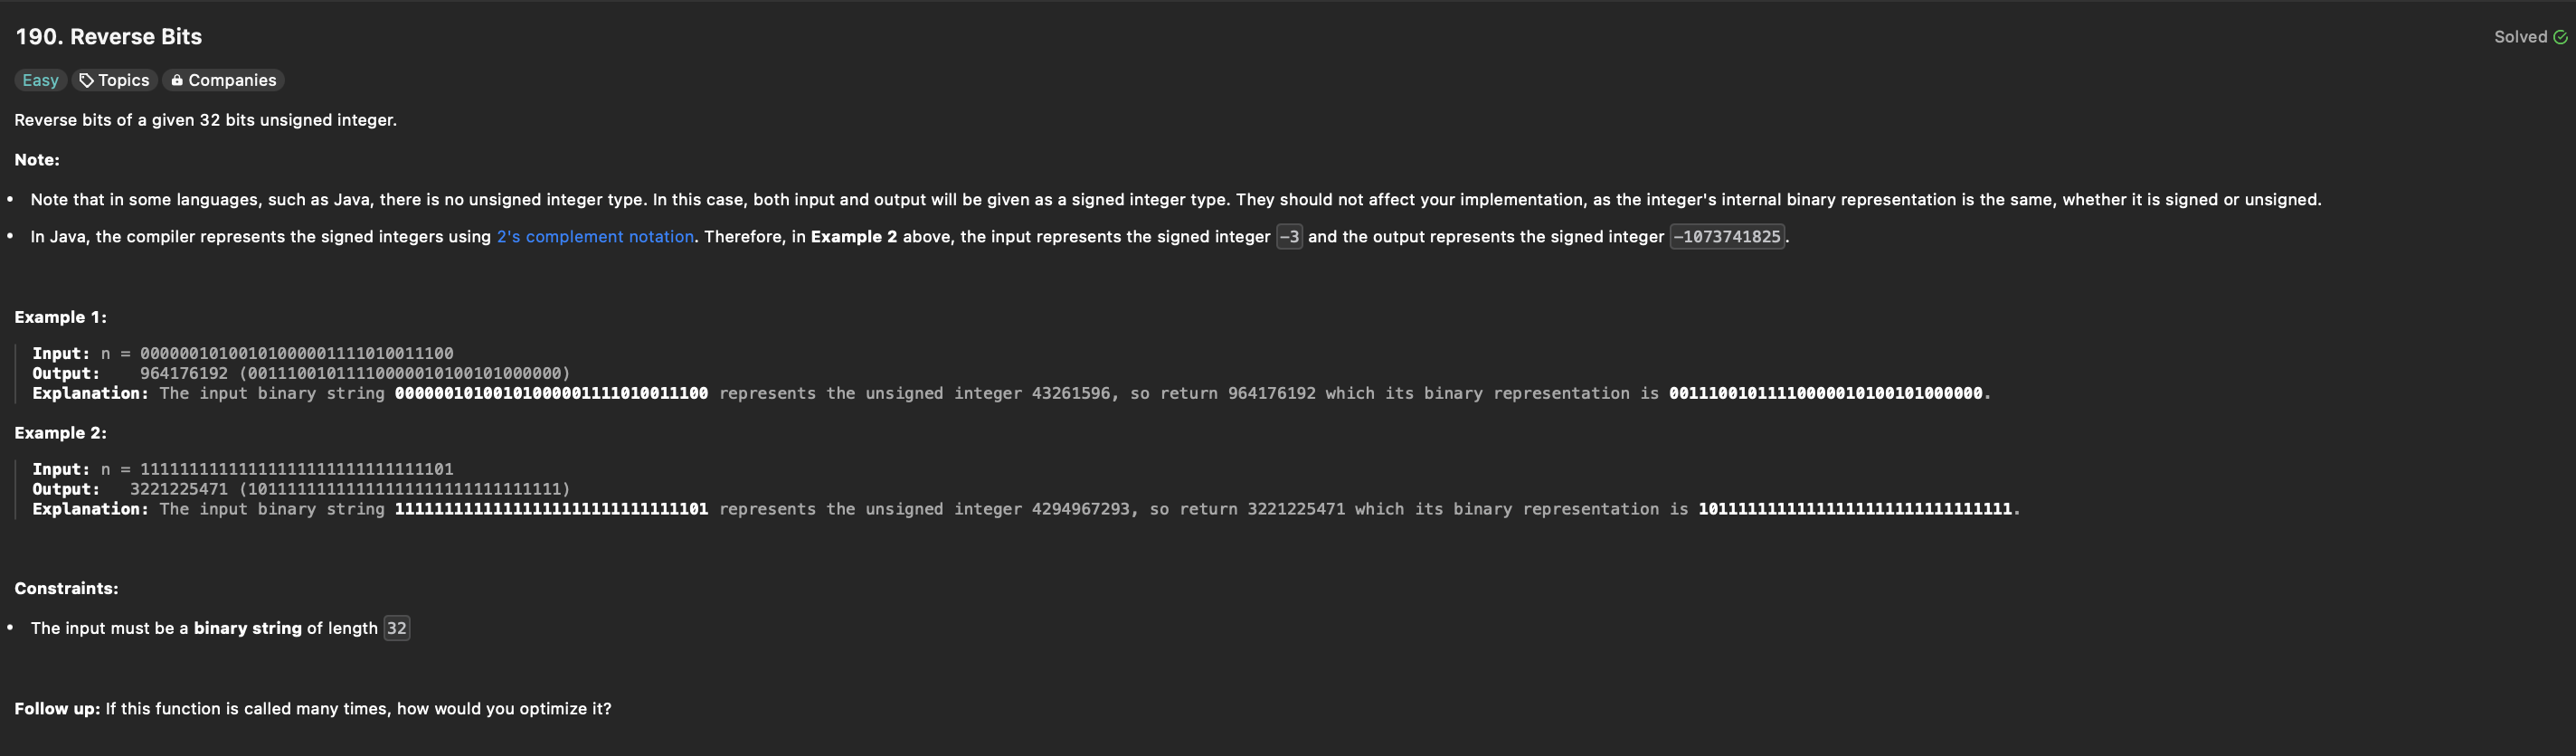 190. Reverse Bits
Solved
Easy
Topics
Companies
Reverse bits of a given 32 bits unsigned integer.
Note:
• Note that in some languages, such as Java, there is no unsigned integer type. In this case, both input and output will be given as a signed integer type. They should not affect your implementation, as the integer's internal binary representation is the same, whether it is signed or unsigned.
• In Java, the compiler represents the signed integers using 2's complement notation. Therefore, in Example 2 above, the input represents the signed integer -3 and the output represents the signed integer -1073741825.
Example 1:
Input: n = 00000010100101000001111010011100
Output:    964176192 (00111001011110000010100101000000)
Explanation: The input binary string 00000010100101000001111010011100 represents the unsigned integer 43261596, so return 964176192 which its binary representation is 00111001011110000010100101000000.
Example 2:
Input: n = 11111111111111111111111111111101
Output:   3221225471 (10111111111111111111111111111111)
Explanation: The input binary string 11111111111111111111111111111101 represents the unsigned integer 4294967293, so return 3221225471 which its binary representation is 10111111111111111111111111111111.
Constraints:
• The input must be a binary string of length 32
Follow up: If this function is called many times, how would you optimize it?